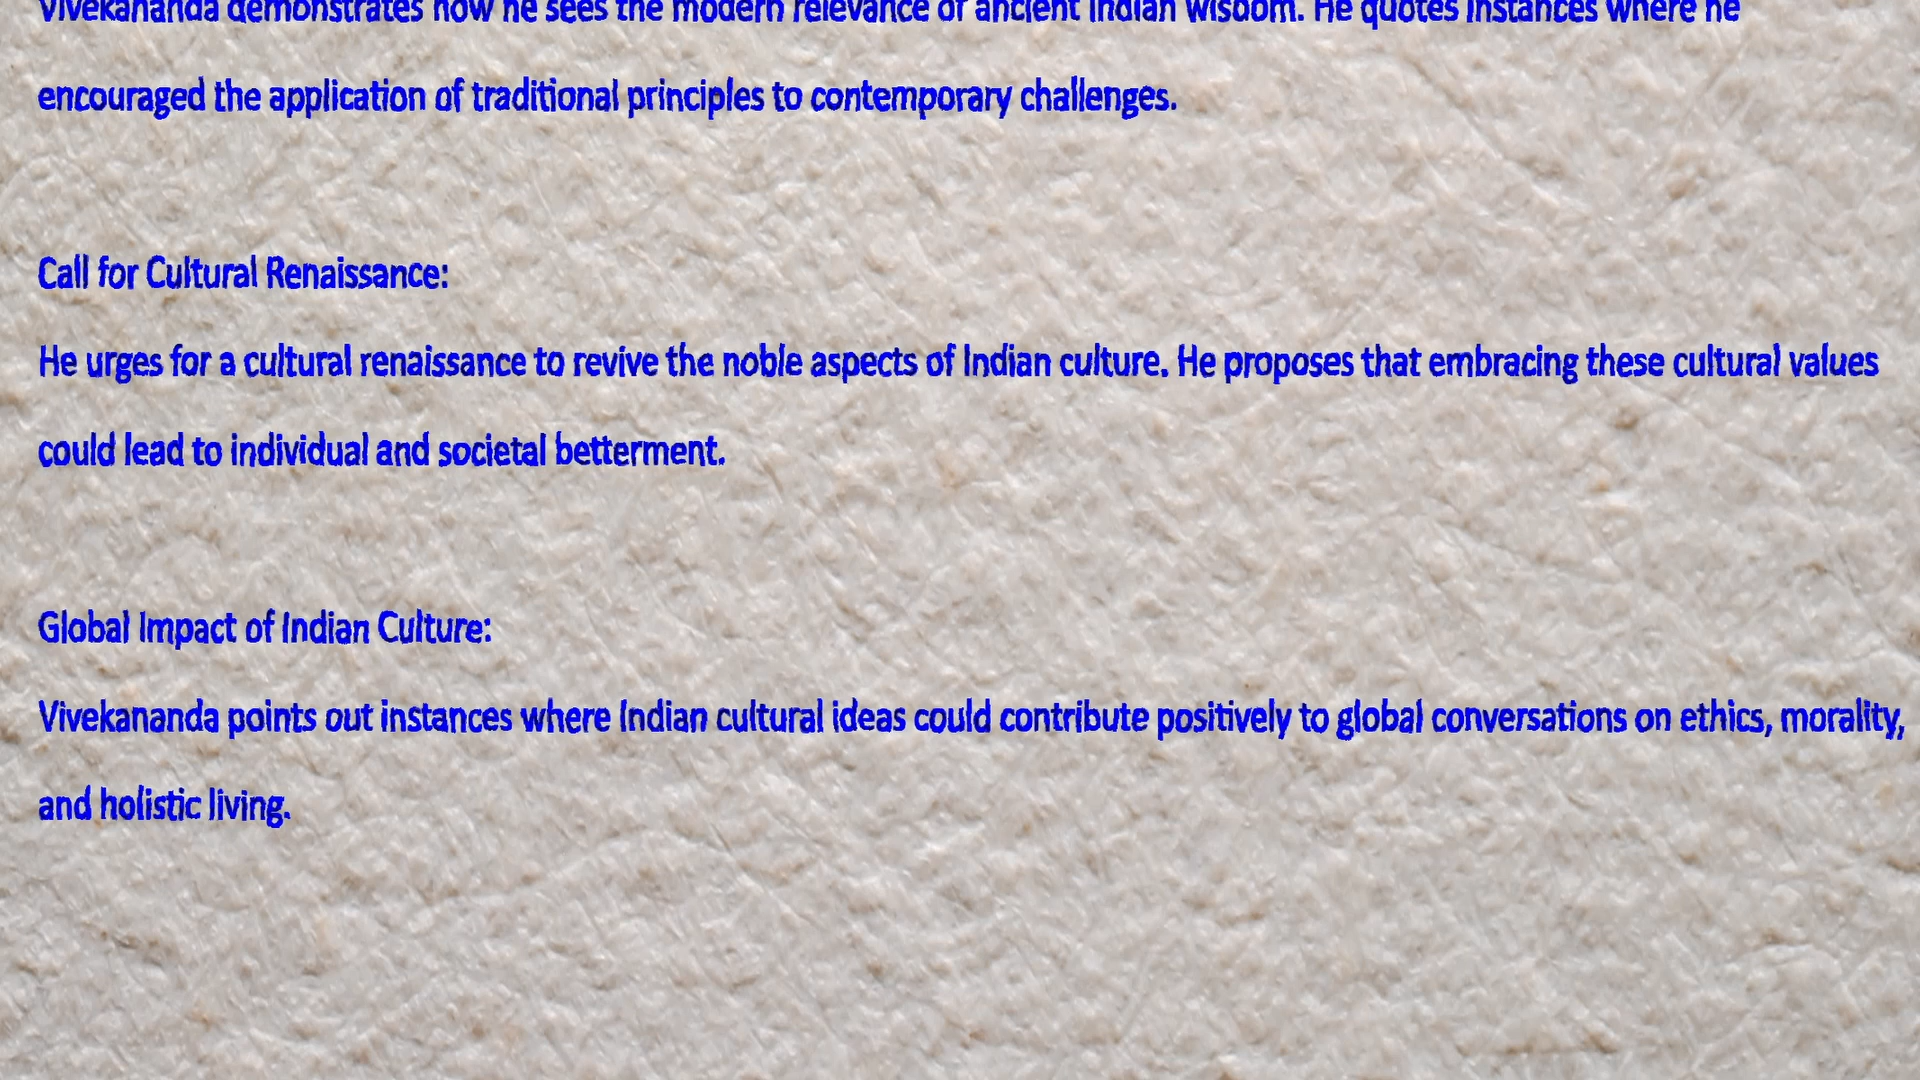 Vivekananda demonstrates how he sees the modern relevance of ancient Indian wisdom. He quotes instances where he
encouraged the application of traditional principles to contemporary challenges.
Call for Cultural Renaissance:
He urges for a cultural renaissance to revive the noble aspects of Indian culture. He proposes that embracing these cultural values
could lead to individual and societal betterment.
Global Impact of Indian Culture:
Vivekananda points out instances where Indian cultural ideas could contribute positively to global conversations on ethics, morality,
and holistic living.